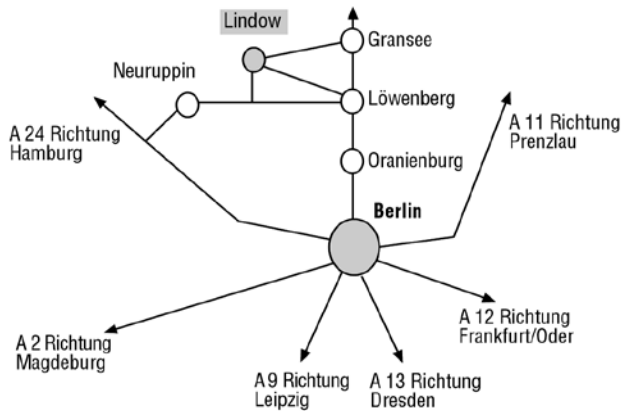 Lindow
Gransee
Neuruppin
Löwenberg
A 24 Richtung
Hamburg
A 11 Richtung
Prenzlau
Oranienburg
Berlin
A 12 Richtung
Frankfurt/Oder
A 2 Richtung
Magdeburg
A 9 Richtung
Leipzig
A 13 Richtung
Dresden